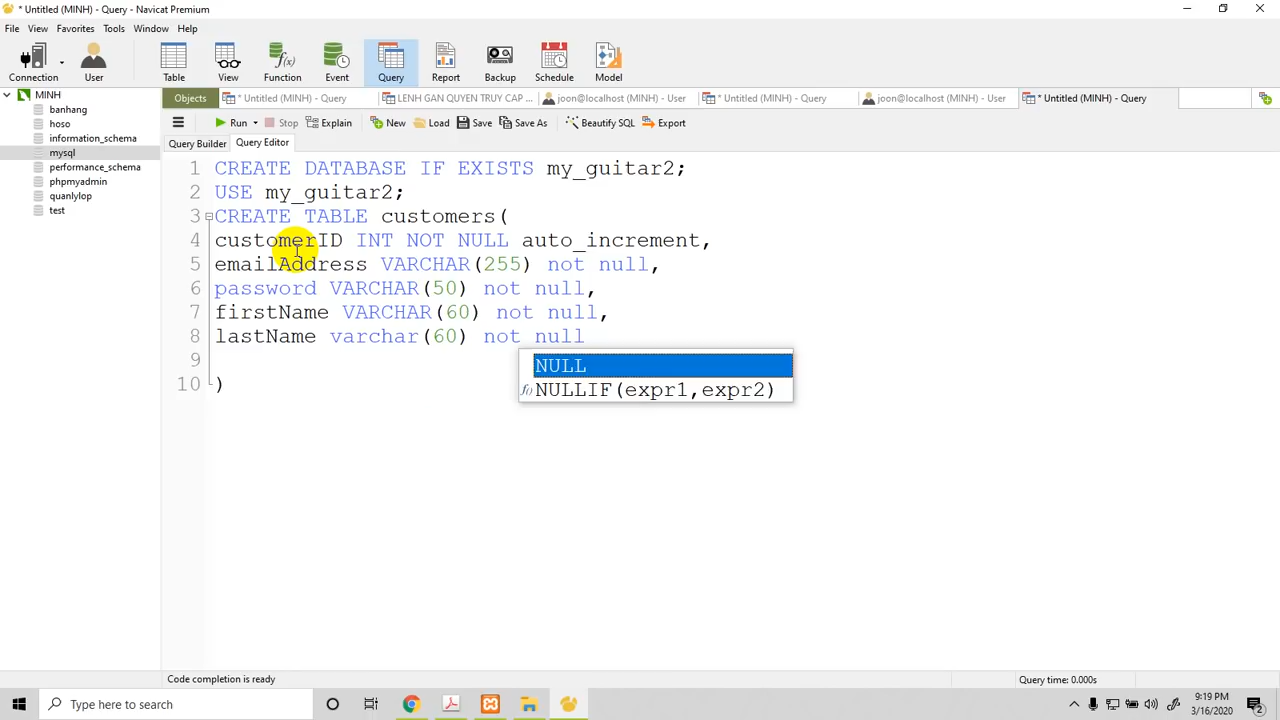 * Untitled (MINH) - Query - Navicat Premium
File View Favorites Tools Window Help
Connection User Table View Function Event Query Report Backup Schedule Model
MINH
banhang
hoso
information_schema
mysql
performance_schema
phpmyadmin
quanlylop
test
Objects * Untitled (MINH) - Query LENH GAN QUYEN TRUY CAP ... joon@localhost (MINH) - User * Untitled (MINH) - Query joon@localhost (MINH) - User * Untitled (MINH) - Query
Run Stop Explain New Load Save Save As Beautify SQL Export
Query Builder Query Editor
1 CREATE DATABASE IF EXISTS my_guitar2;
2 USE my_guitar2;
3 CREATE TABLE customers(
4 customerID INT NOT NULL auto_increment,
5 emailAddress VARCHAR(255) not null,
6 password VARCHAR(50) not null,
7 firstName VARCHAR(60) not null,
8 lastName varchar(60) not null
9
10 )
NULL
f() NULLIF(expr1,expr2)
Code completion is ready Query time: 0.000s
Type here to search
9:19 PM
3/16/2020
2